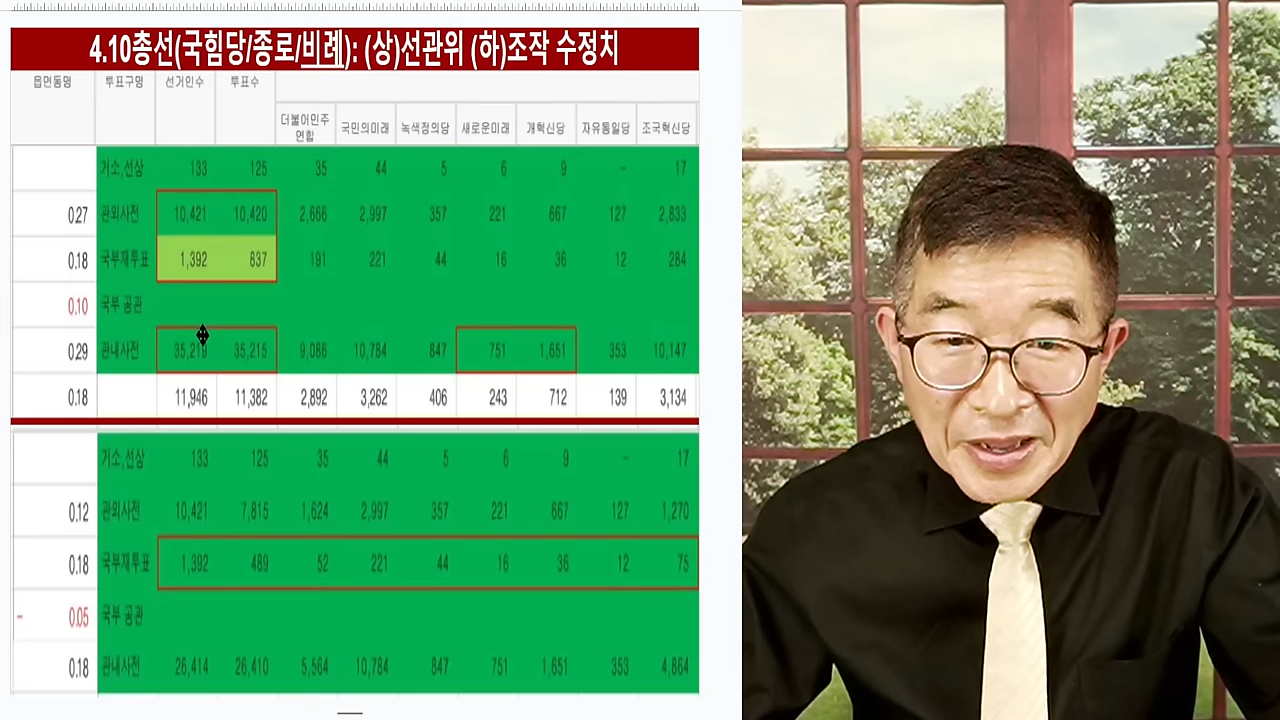 4.10총선(국힘당/종로/비례): (상)선관위 (하)조작 수정치
읍면동명 투표구명 선거인수 투표수
더불어민주연합 국민의미래 녹색정의당 새로운미래 개혁신당 자유통일당 조국혁신당
거소,선상 133 125 35 44 5 6 9 - 17
0.27 관외사전 10,421 10,420 2,666 2,997 357 221 667 127 2,833
0.18 국부재투표 1,392 837 191 221 44 16 36 12 284
0.10 국부 공관
0.29 관내사전 35,219 35,215 9,086 10,784 847 751 1,651 353 10,147
0.18 11,946 11,382 2,892 3,262 406 243 712 139 3,134
거소,선상 133 125 35 44 5 6 9 - 17
0.12 관외사전 10,421 7,815 1,624 2,997 357 221 667 127 1,270
0.18 국부재투표 1,392 489 52 221 44 16 36 12 75
- 0.05 국부 공관
0.18 관내사전 26,414 26,410 5,564 10,784 847 751 1,651 353 4,864